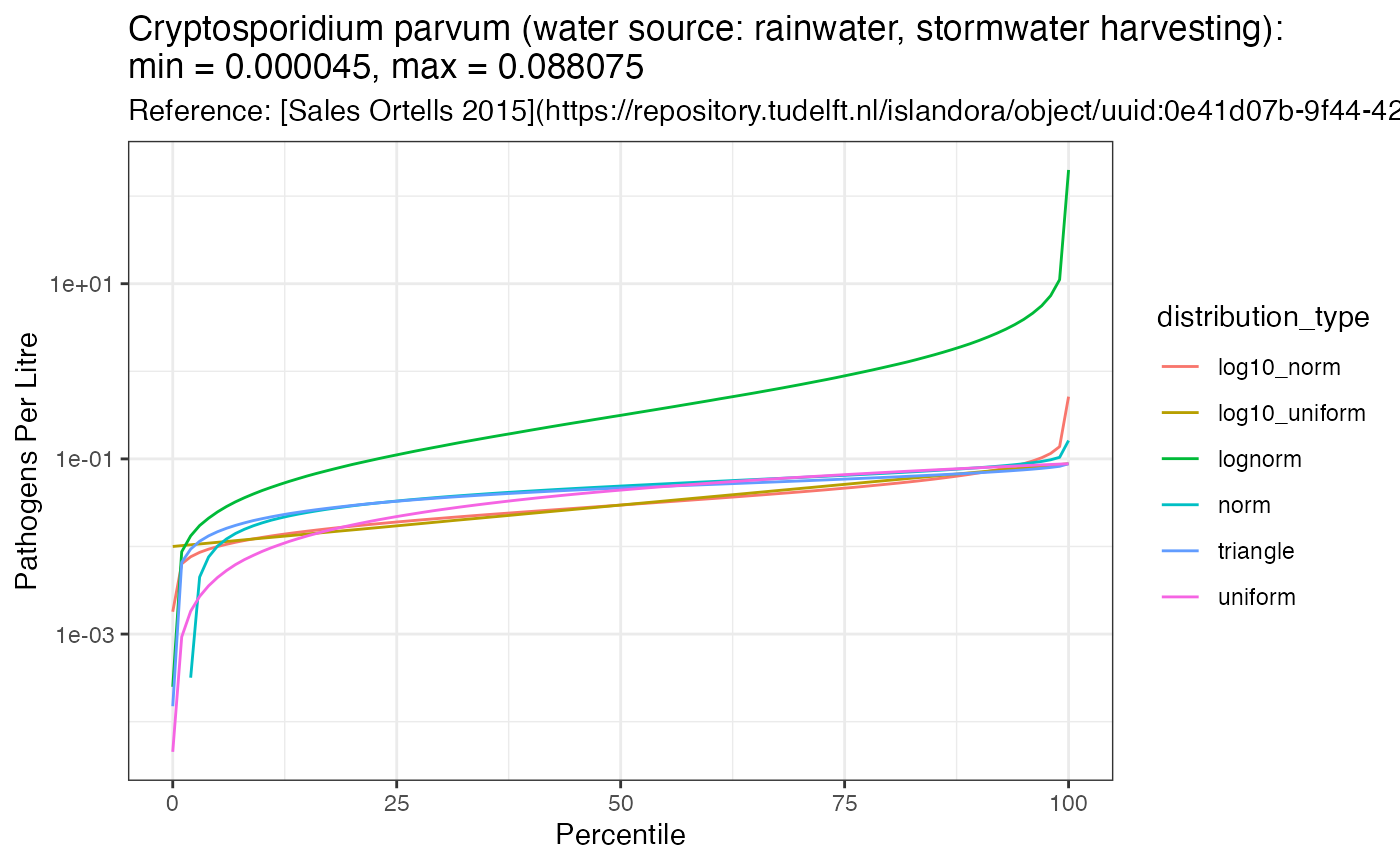 Cryptosporidium parvum (water source: rainwater, stormwater harvesting):
min = 0.000045, max = 0.088075
Reference: [Sales Ortells 2015](https://repository.tudelft.nl/islandora/object/uuid:0e41d07b-9f44-42
Pathogens Per Litre
1e+01
1e-01
1e-03
0
25
50
75
100
Percentile
distribution_type
log10_norm
log10_uniform
lognorm
norm
triangle
uniform